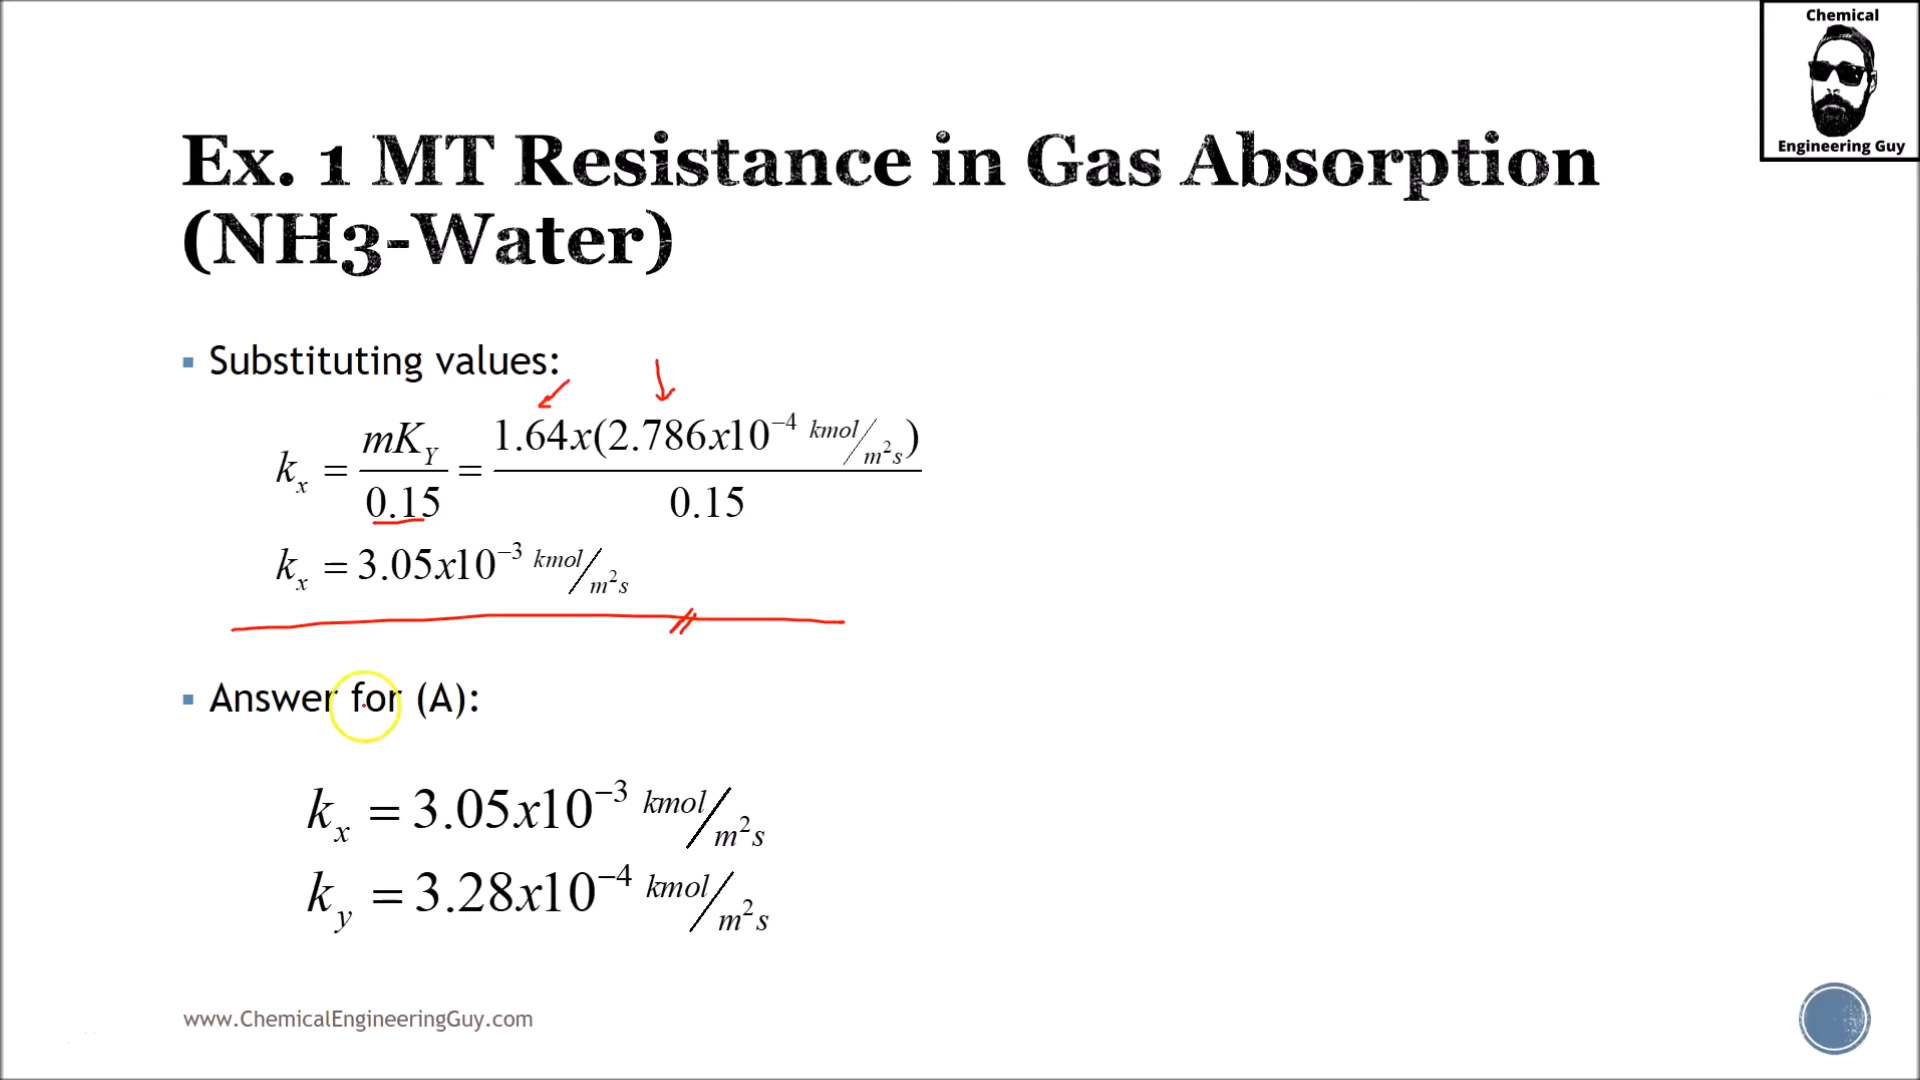 Chemical
Engineering Guy
Ex. 1 MT Resistance in Gas Absorption
(NH3-Water)
▪ Substituting values:
k_x = mK_Y / 0.15 = 1.64x(2.786x10^−4 kmol/m²s) / 0.15
k_x = 3.05x10^−3 kmol/m²s
▪ Answer for (A):
k_x = 3.05x10^−3 kmol/m²s
k_y = 3.28x10^−4 kmol/m²s
www.ChemicalEngineeringGuy.com